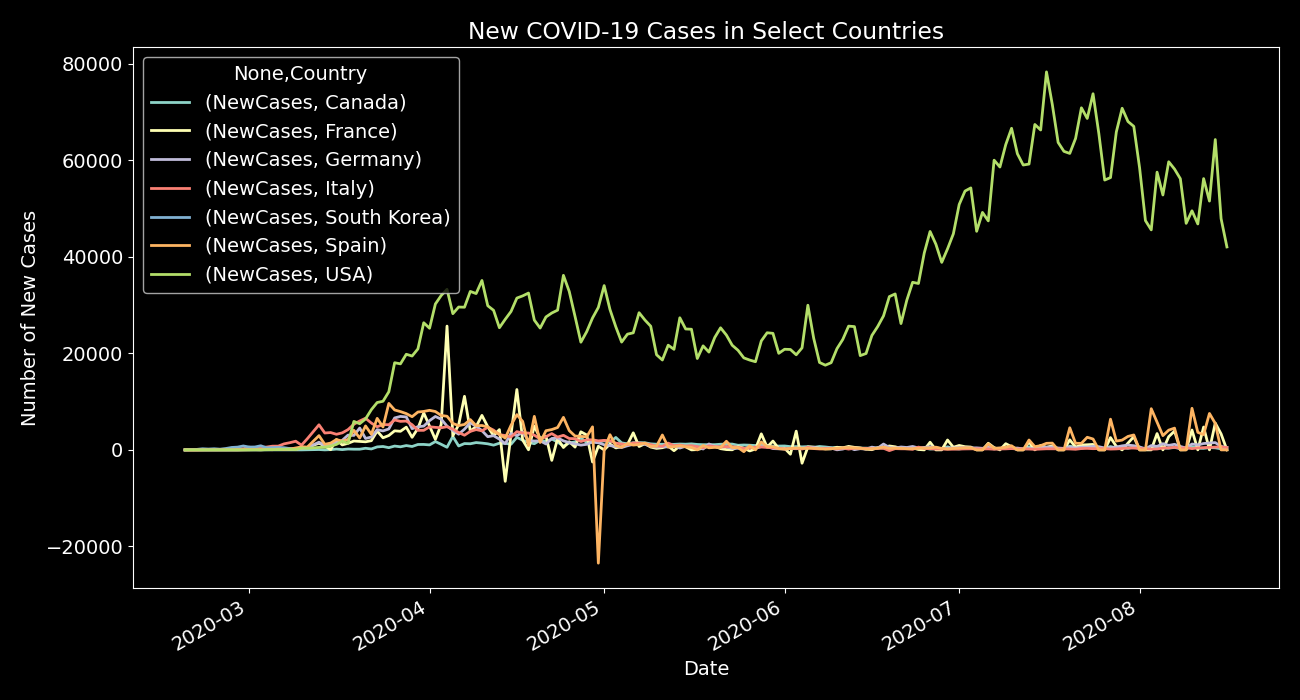 New COVID-19 Cases in Select Countries
None,Country
(NewCases, Canada)
(NewCases, France)
(NewCases, Germany)
(NewCases, Italy)
(NewCases, South Korea)
(NewCases, Spain)
(NewCases, USA)
Number of New Cases
80000
60000
40000
20000
0
−20000
2020-03
2020-04
2020-05
2020-06
2020-07
2020-08
Date